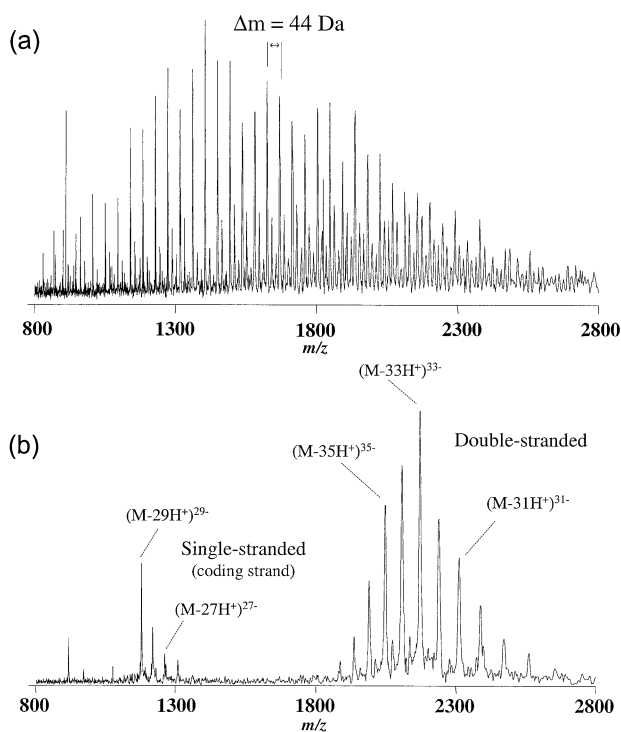 (a)
Δm = 44 Da
800 1300 1800 2300 2800
m/z
(b)
(M-33H⁺)³³⁻
Double-stranded
(M-35H⁺)³⁵⁻
(M-31H⁺)³¹⁻
(M-29H⁺)²⁹⁻
Single-stranded
(coding strand)
(M-27H⁺)²⁷⁻
800 1300 1800 2300 2800
m/z